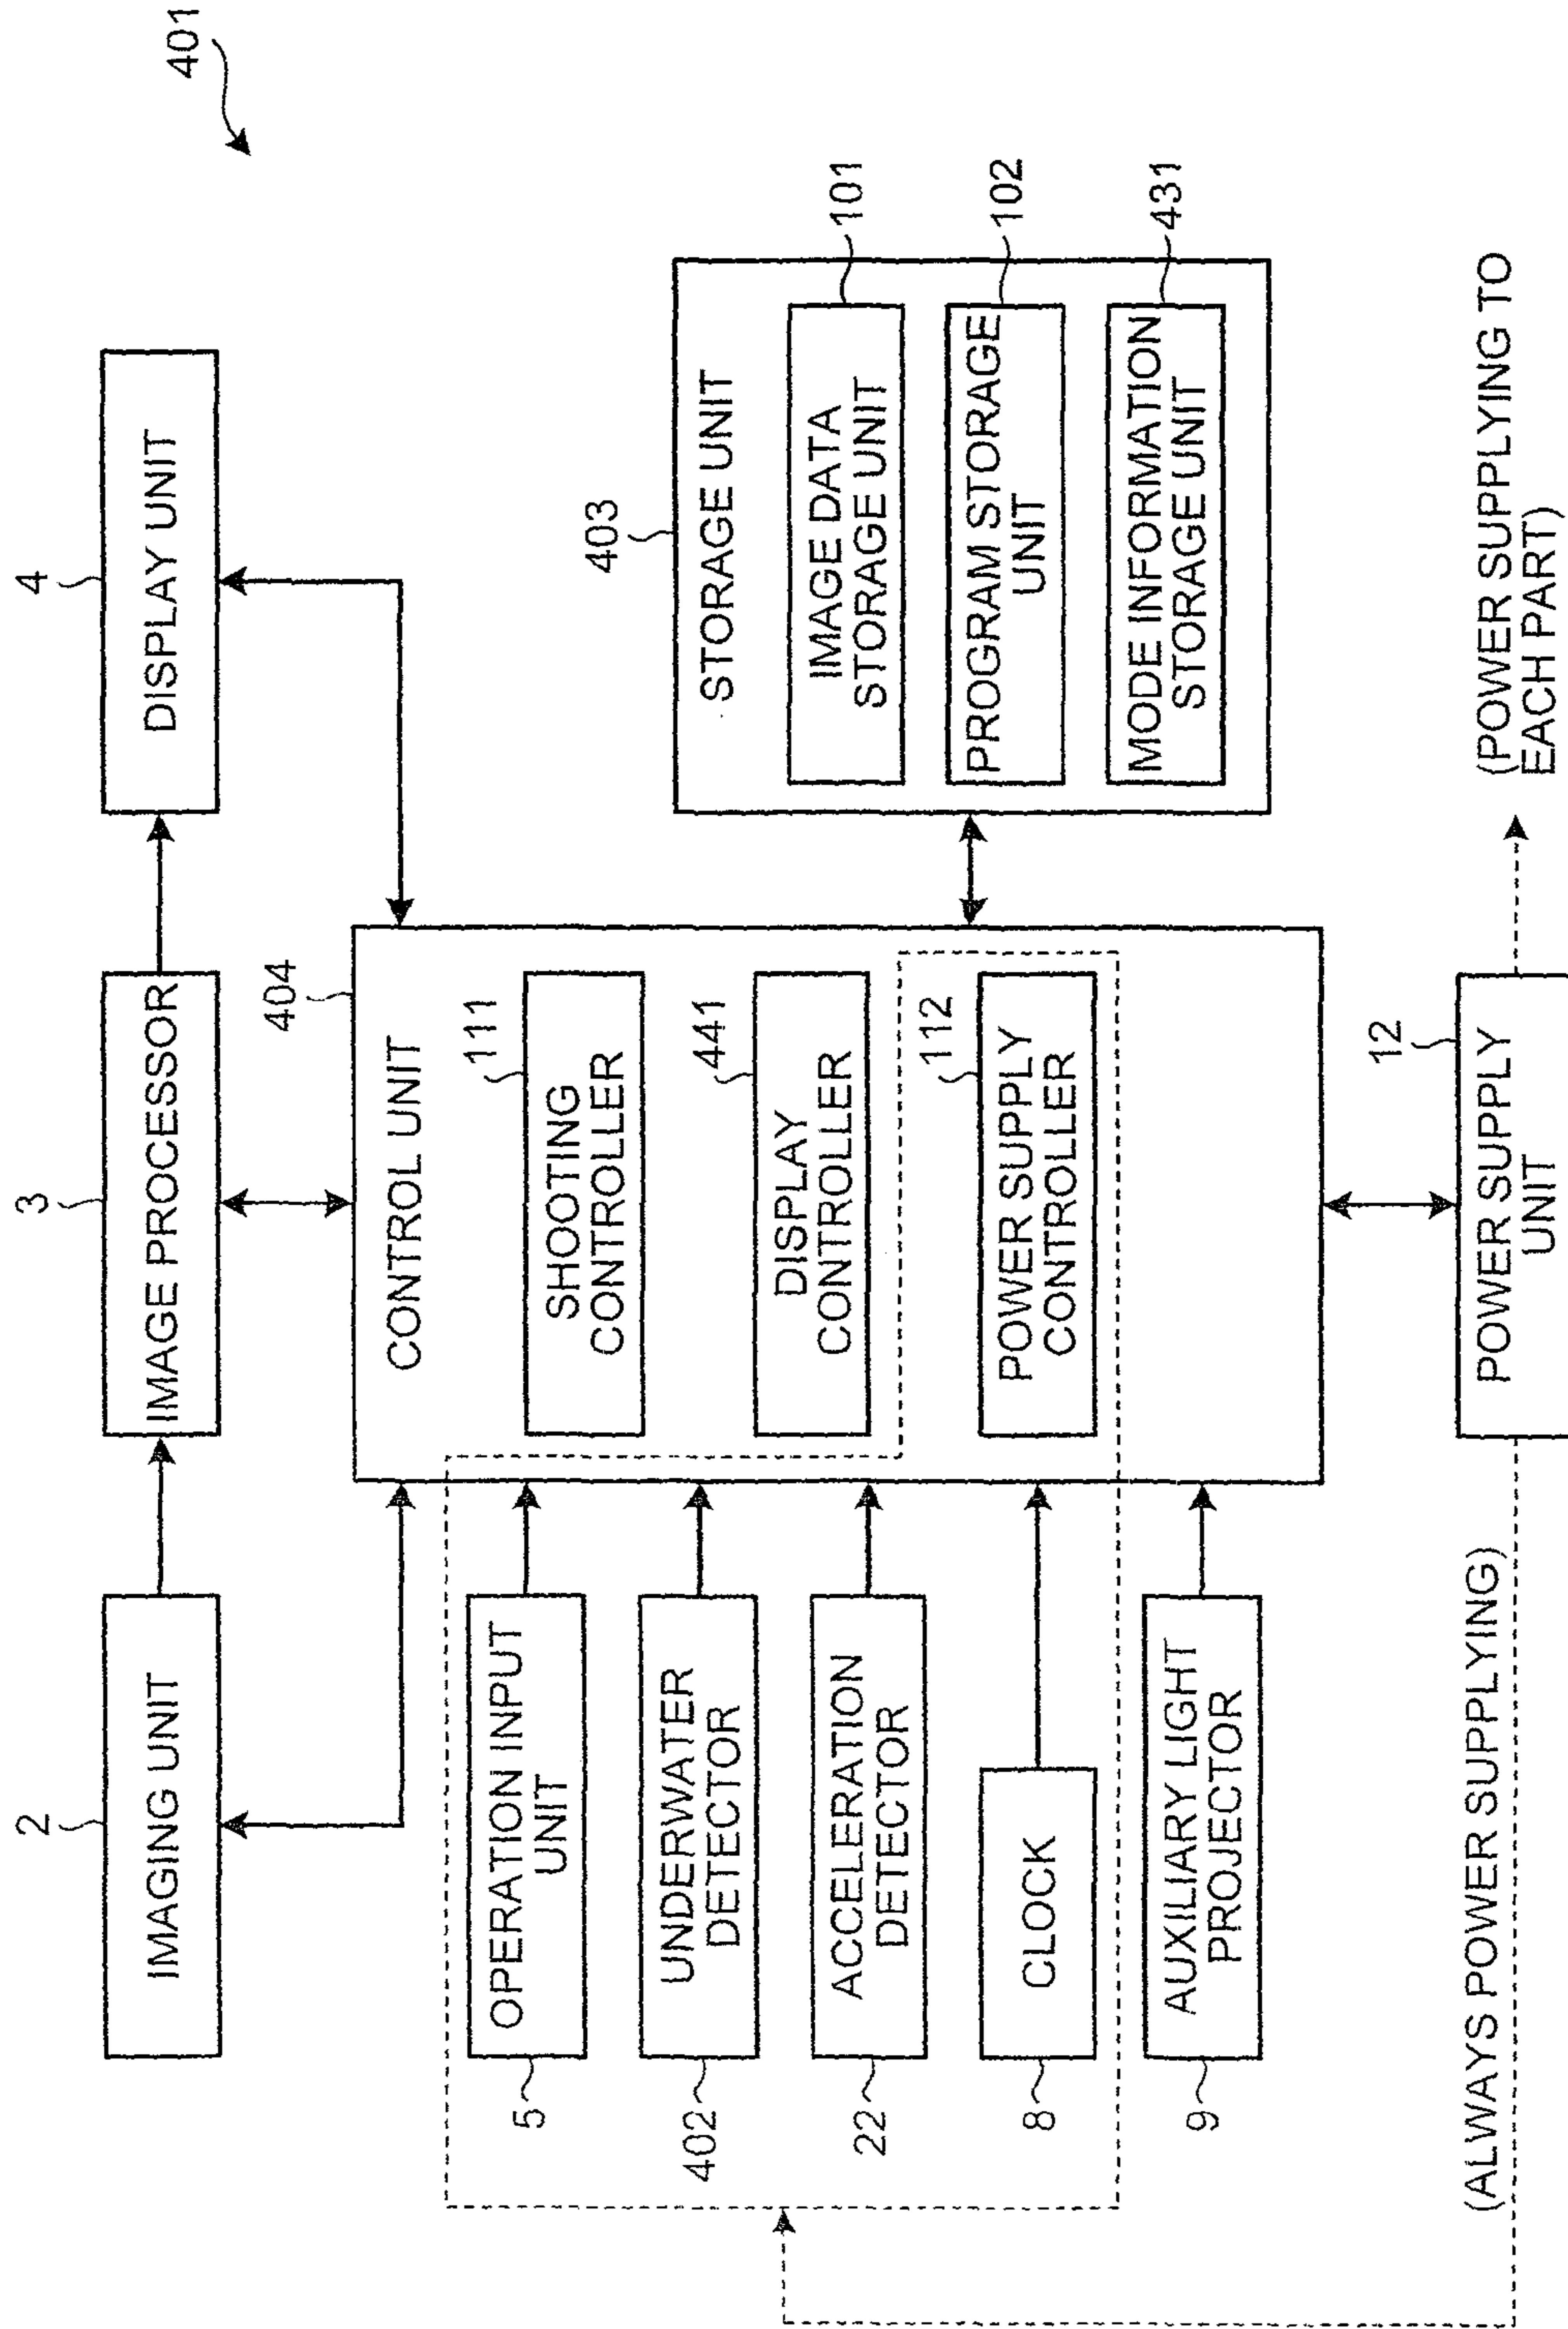 401
2
IMAGING UNIT
3
IMAGE PROCESSOR
4
DISPLAY UNIT
404
CONTROL UNIT
111
SHOOTING
CONTROLLER
441
DISPLAY
CONTROLLER
112
POWER SUPPLY
CONTROLLER
5
OPERATION INPUT
UNIT
402
UNDERWATER
DETECTOR
22
ACCELERATION
DETECTOR
8
CLOCK
9
AUXILIARY LIGHT
PROJECTOR
403
STORAGE UNIT
IMAGE DATA
STORAGE UNIT
101
PROGRAM STORAGE
UNIT
102
MODE INFORMATION
STORAGE UNIT
431
(ALWAYS POWER SUPPLYING)
12
POWER SUPPLY
UNIT
(POWER SUPPLYING TO
EACH PART)